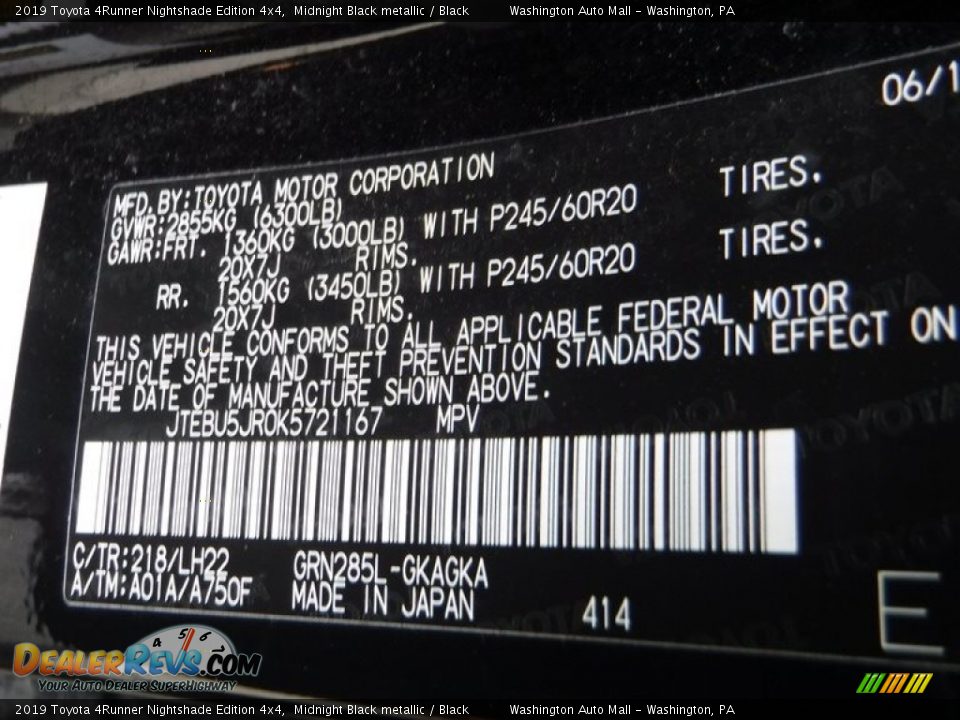 2019 Toyota 4Runner Nightshade Edition 4x4, Midnight Black metallic / Black Washington Auto Mall - Washington, PA
06/1
MFD. BY:TOYOTA MOTOR CORPORATION
GVWR:2855KG (6300LB)
GAWR:FRT. 1360KG (3000LB) WITH P245/60R20 TIRES.
20X7J RIMS.
RR. 1560KG (3450LB) WITH P245/60R20 TIRES.
20X7J RIMS.
THIS VEHICLE CONFORMS TO ALL APPLICABLE FEDERAL MOTOR
VEHICLE SAFETY AND THEFT PREVENTION STANDARDS IN EFFECT ON
THE DATE OF MANUFACTURE SHOWN ABOVE.
JTEBU5JR0K5721167 MPV
C/TR:218/LH22 GRN285L-GKAGKA
A/TM:A01A/A750F MADE IN JAPAN 414 E
4 5 6
DealerRevs.com
Your Auto Dealer SuperHighway
2019 Toyota 4Runner Nightshade Edition 4x4, Midnight Black metallic / Black Washington Auto Mall - Washington, PA